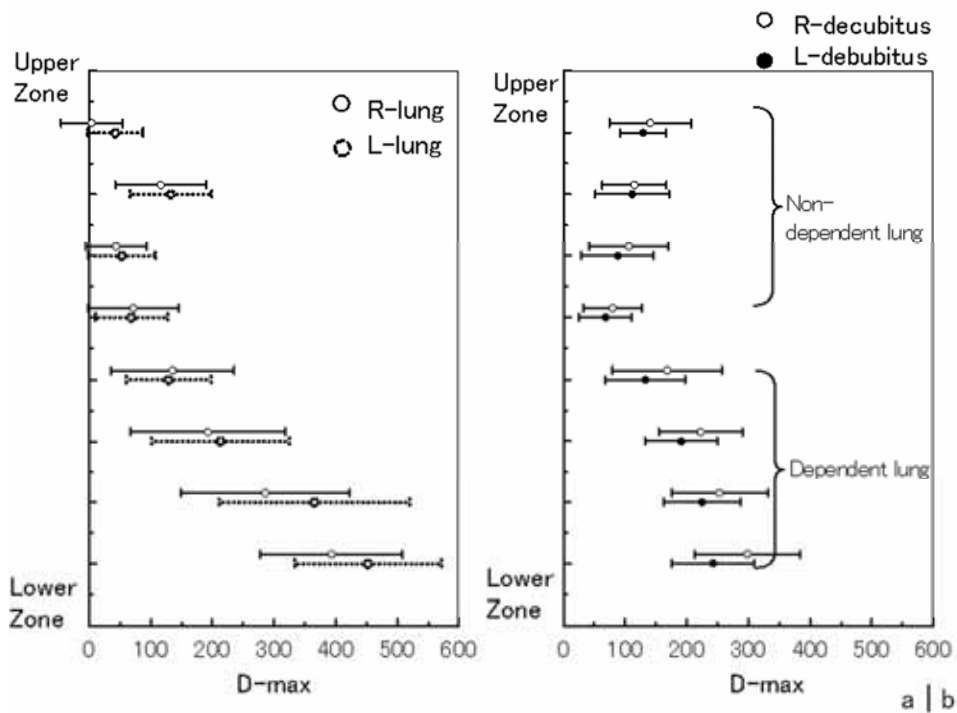 R-decubitus
L-debubitus
Upper
Zone
R-lung
L-lung
Lower
Zone
0 100 200 300 400 500 600
D-max
Upper
Zone
Non-
dependent lung
Dependent lung
Lower
Zone
0 100 200 300 400 500 600
D-max
a | b